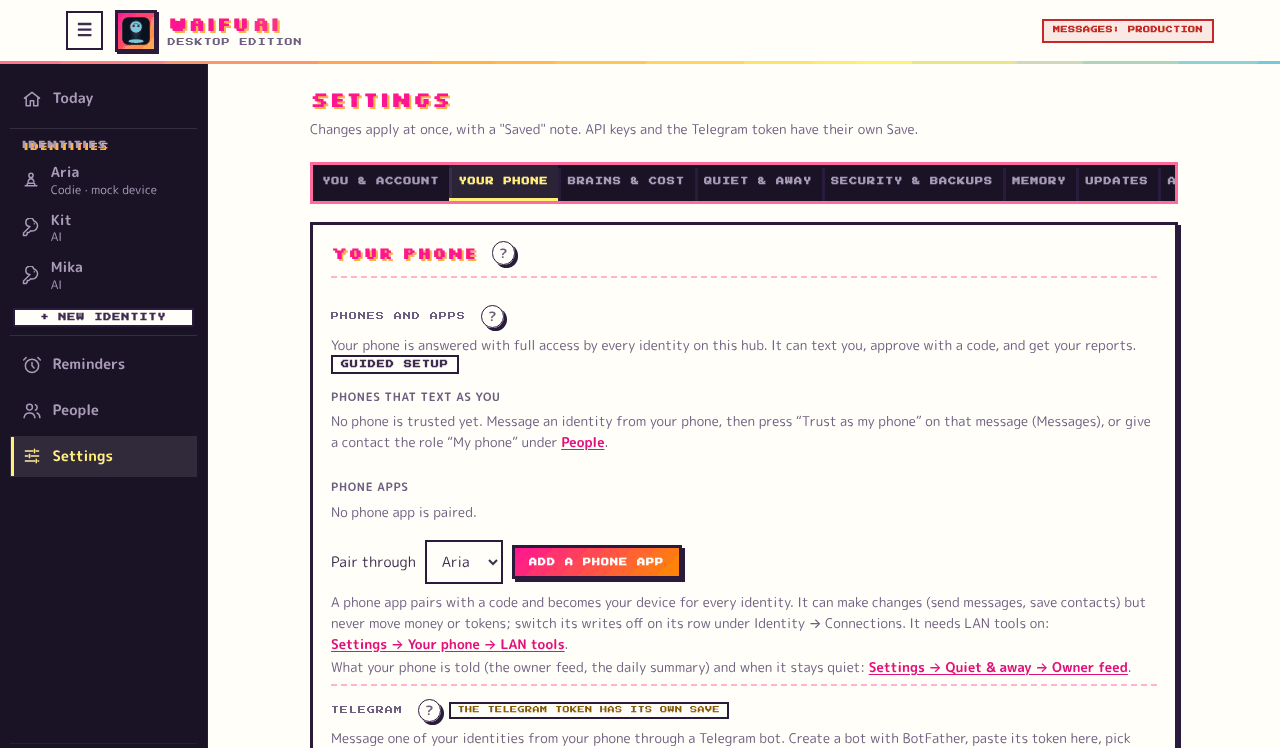 ☰
WAIFU AI
DESKTOP EDITION
MESSAGES: PRODUCTION
Today
IDENTITIES
Aria
Codie · mock device
Kit
AI
Mika
AI
+ NEW IDENTITY
Reminders
People
Settings
SETTINGS
Changes apply at once, with a "Saved" note. API keys and the Telegram token have their own Save.
YOU & ACCOUNT YOUR PHONE BRAINS & COST QUIET & AWAY SECURITY & BACKUPS MEMORY UPDATES A
YOUR PHONE ?
PHONES AND APPS ?
Your phone is answered with full access by every identity on this hub. It can text you, approve with a code, and get your reports.
GUIDED SETUP
PHONES THAT TEXT AS YOU
No phone is trusted yet. Message an identity from your phone, then press “Trust as my phone” on that message (Messages), or give
a contact the role “My phone” under People.
PHONE APPS
No phone app is paired.
Pair through Aria ADD A PHONE APP
A phone app pairs with a code and becomes your device for every identity. It can make changes (send messages, save contacts) but
never move money or tokens; switch its writes off on its row under Identity → Connections. It needs LAN tools on:
Settings → Your phone → LAN tools.
What your phone is told (the owner feed, the daily summary) and when it stays quiet: Settings → Quiet & away → Owner feed.
TELEGRAM ? THE TELEGRAM TOKEN HAS ITS OWN SAVE
Message one of your identities from your phone through a Telegram bot. Create a bot with BotFather, paste its token here, pick